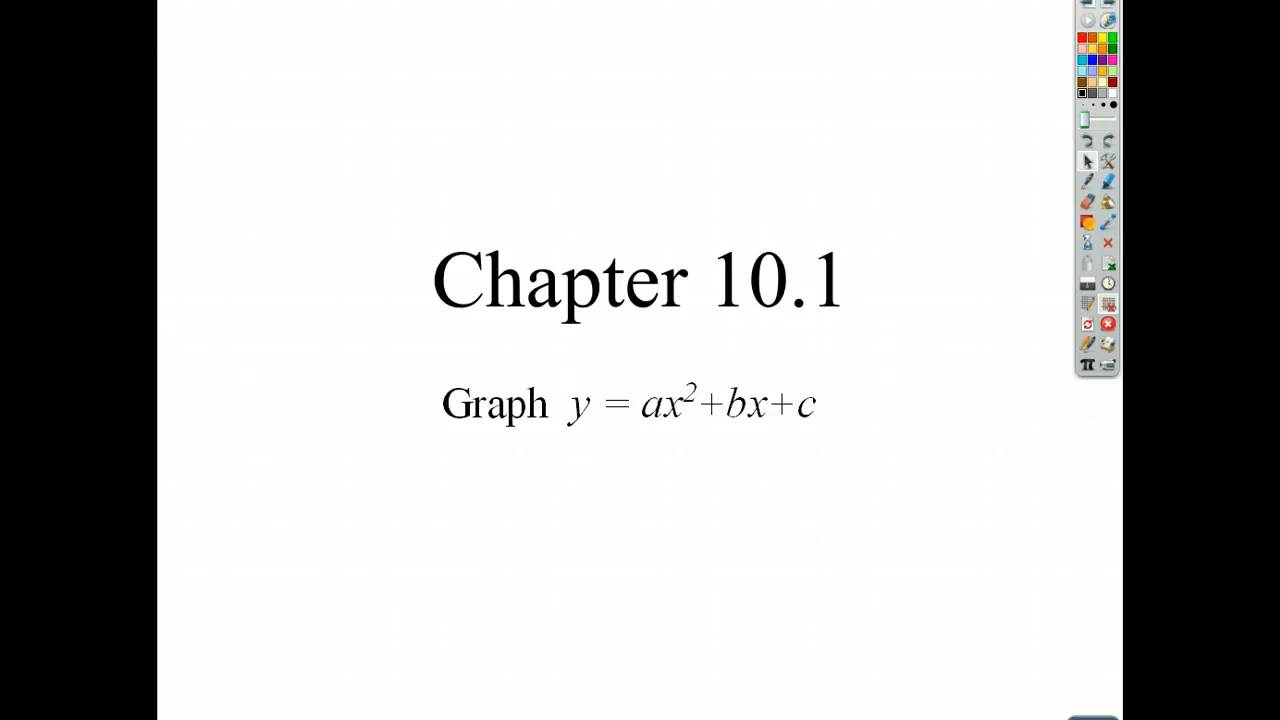 Chapter 10.1
Graph y = ax²+bx+c